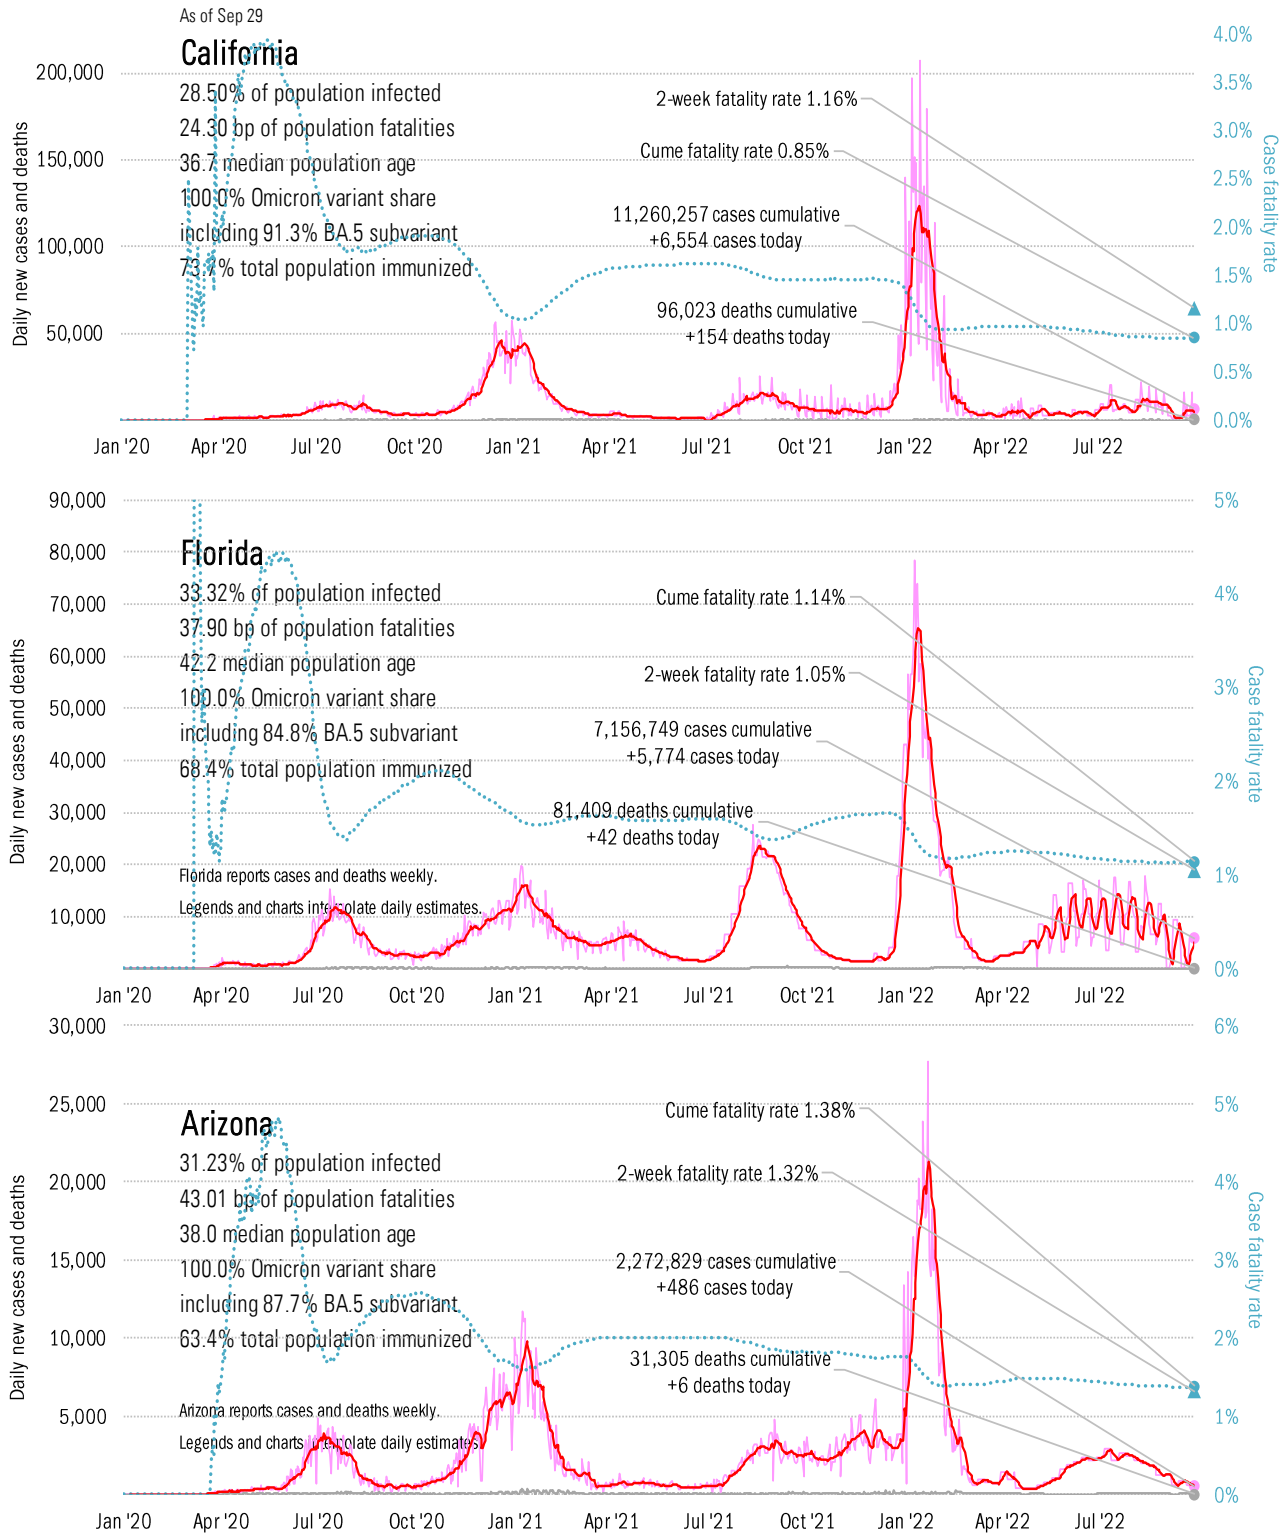 As of Sep 29
California
28.50% of population infected
24.30 bp of population fatalities
36.7 median population age
100.0% Omicron variant share
including 91.3% BA.5 subvariant
73.7% total population immunized
Daily new cases and deaths
200,000
150,000
100,000
50,000
2-week fatality rate 1.16%
Cume fatality rate 0.85%
11,260,257 cases cumulative
+6,554 cases today
96,023 deaths cumulative
+154 deaths today
4.0%
3.5%
3.0%
2.5%
2.0%
1.5%
1.0%
0.5%
0.0%
Case fatality rate
Jan '20 Apr '20 Jul '20 Oct '20 Jan '21 Apr '21 Jul '21 Oct '21 Jan '22 Apr '22 Jul '22
Florida
33.32% of population infected
37.90 bp of population fatalities
42.2 median population age
100.0% Omicron variant share
including 84.8% BA.5 subvariant
68.4% total population immunized
Florida reports cases and deaths weekly.
Legends and charts interpolate daily estimates.
Daily new cases and deaths
90,000
80,000
70,000
60,000
50,000
40,000
30,000
20,000
10,000
Cume fatality rate 1.14%
2-week fatality rate 1.05%
7,156,749 cases cumulative
+5,774 cases today
81,409 deaths cumulative
+42 deaths today
5%
4%
3%
2%
1%
0%
Case fatality rate
Jan '20 Apr '20 Jul '20 Oct '20 Jan '21 Apr '21 Jul '21 Oct '21 Jan '22 Apr '22 Jul '22
Arizona
31.23% of population infected
43.01 bp of population fatalities
38.0 median population age
100.0% Omicron variant share
including 87.7% BA.5 subvariant
63.4% total population immunized
Arizona reports cases and deaths weekly.
Legends and charts interpolate daily estimates.
Daily new cases and deaths
30,000
25,000
20,000
15,000
10,000
5,000
Cume fatality rate 1.38%
2-week fatality rate 1.32%
2,272,829 cases cumulative
+486 cases today
31,305 deaths cumulative
+6 deaths today
6%
5%
4%
3%
2%
1%
0%
Case fatality rate
Jan '20 Apr '20 Jul '20 Oct '20 Jan '21 Apr '21 Jul '21 Oct '21 Jan '22 Apr '22 Jul '22